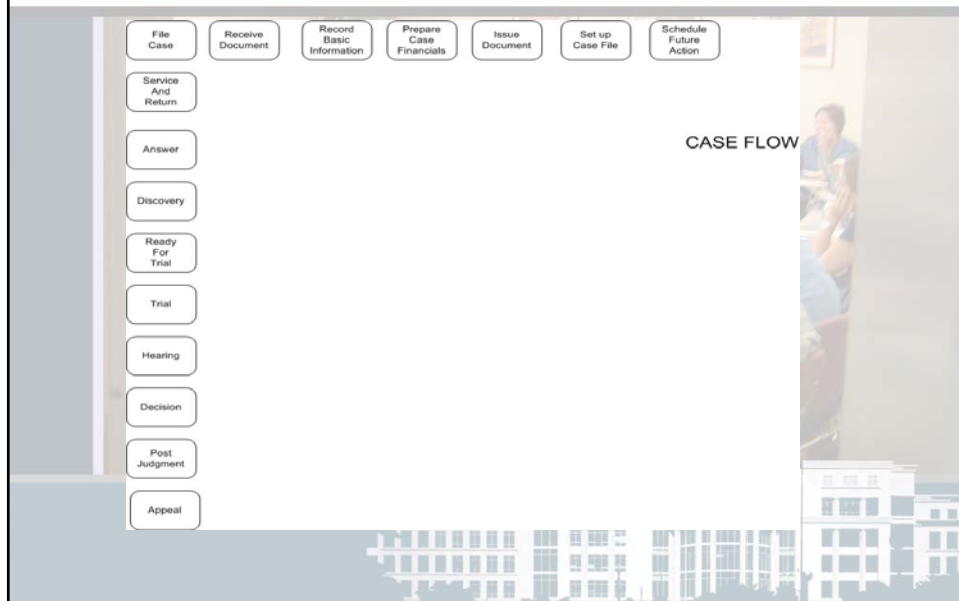 File
Case
Receive
Document
Record
Basic
Information
Prepare
Case
Financials
Issue
Document
Set up
Case File
Schedule
Future
Action
Service
And
Return
Answer
CASE FLOW
Discovery
Ready
For
Trial
Trial
Hearing
Decision
Post
Judgment
Appeal